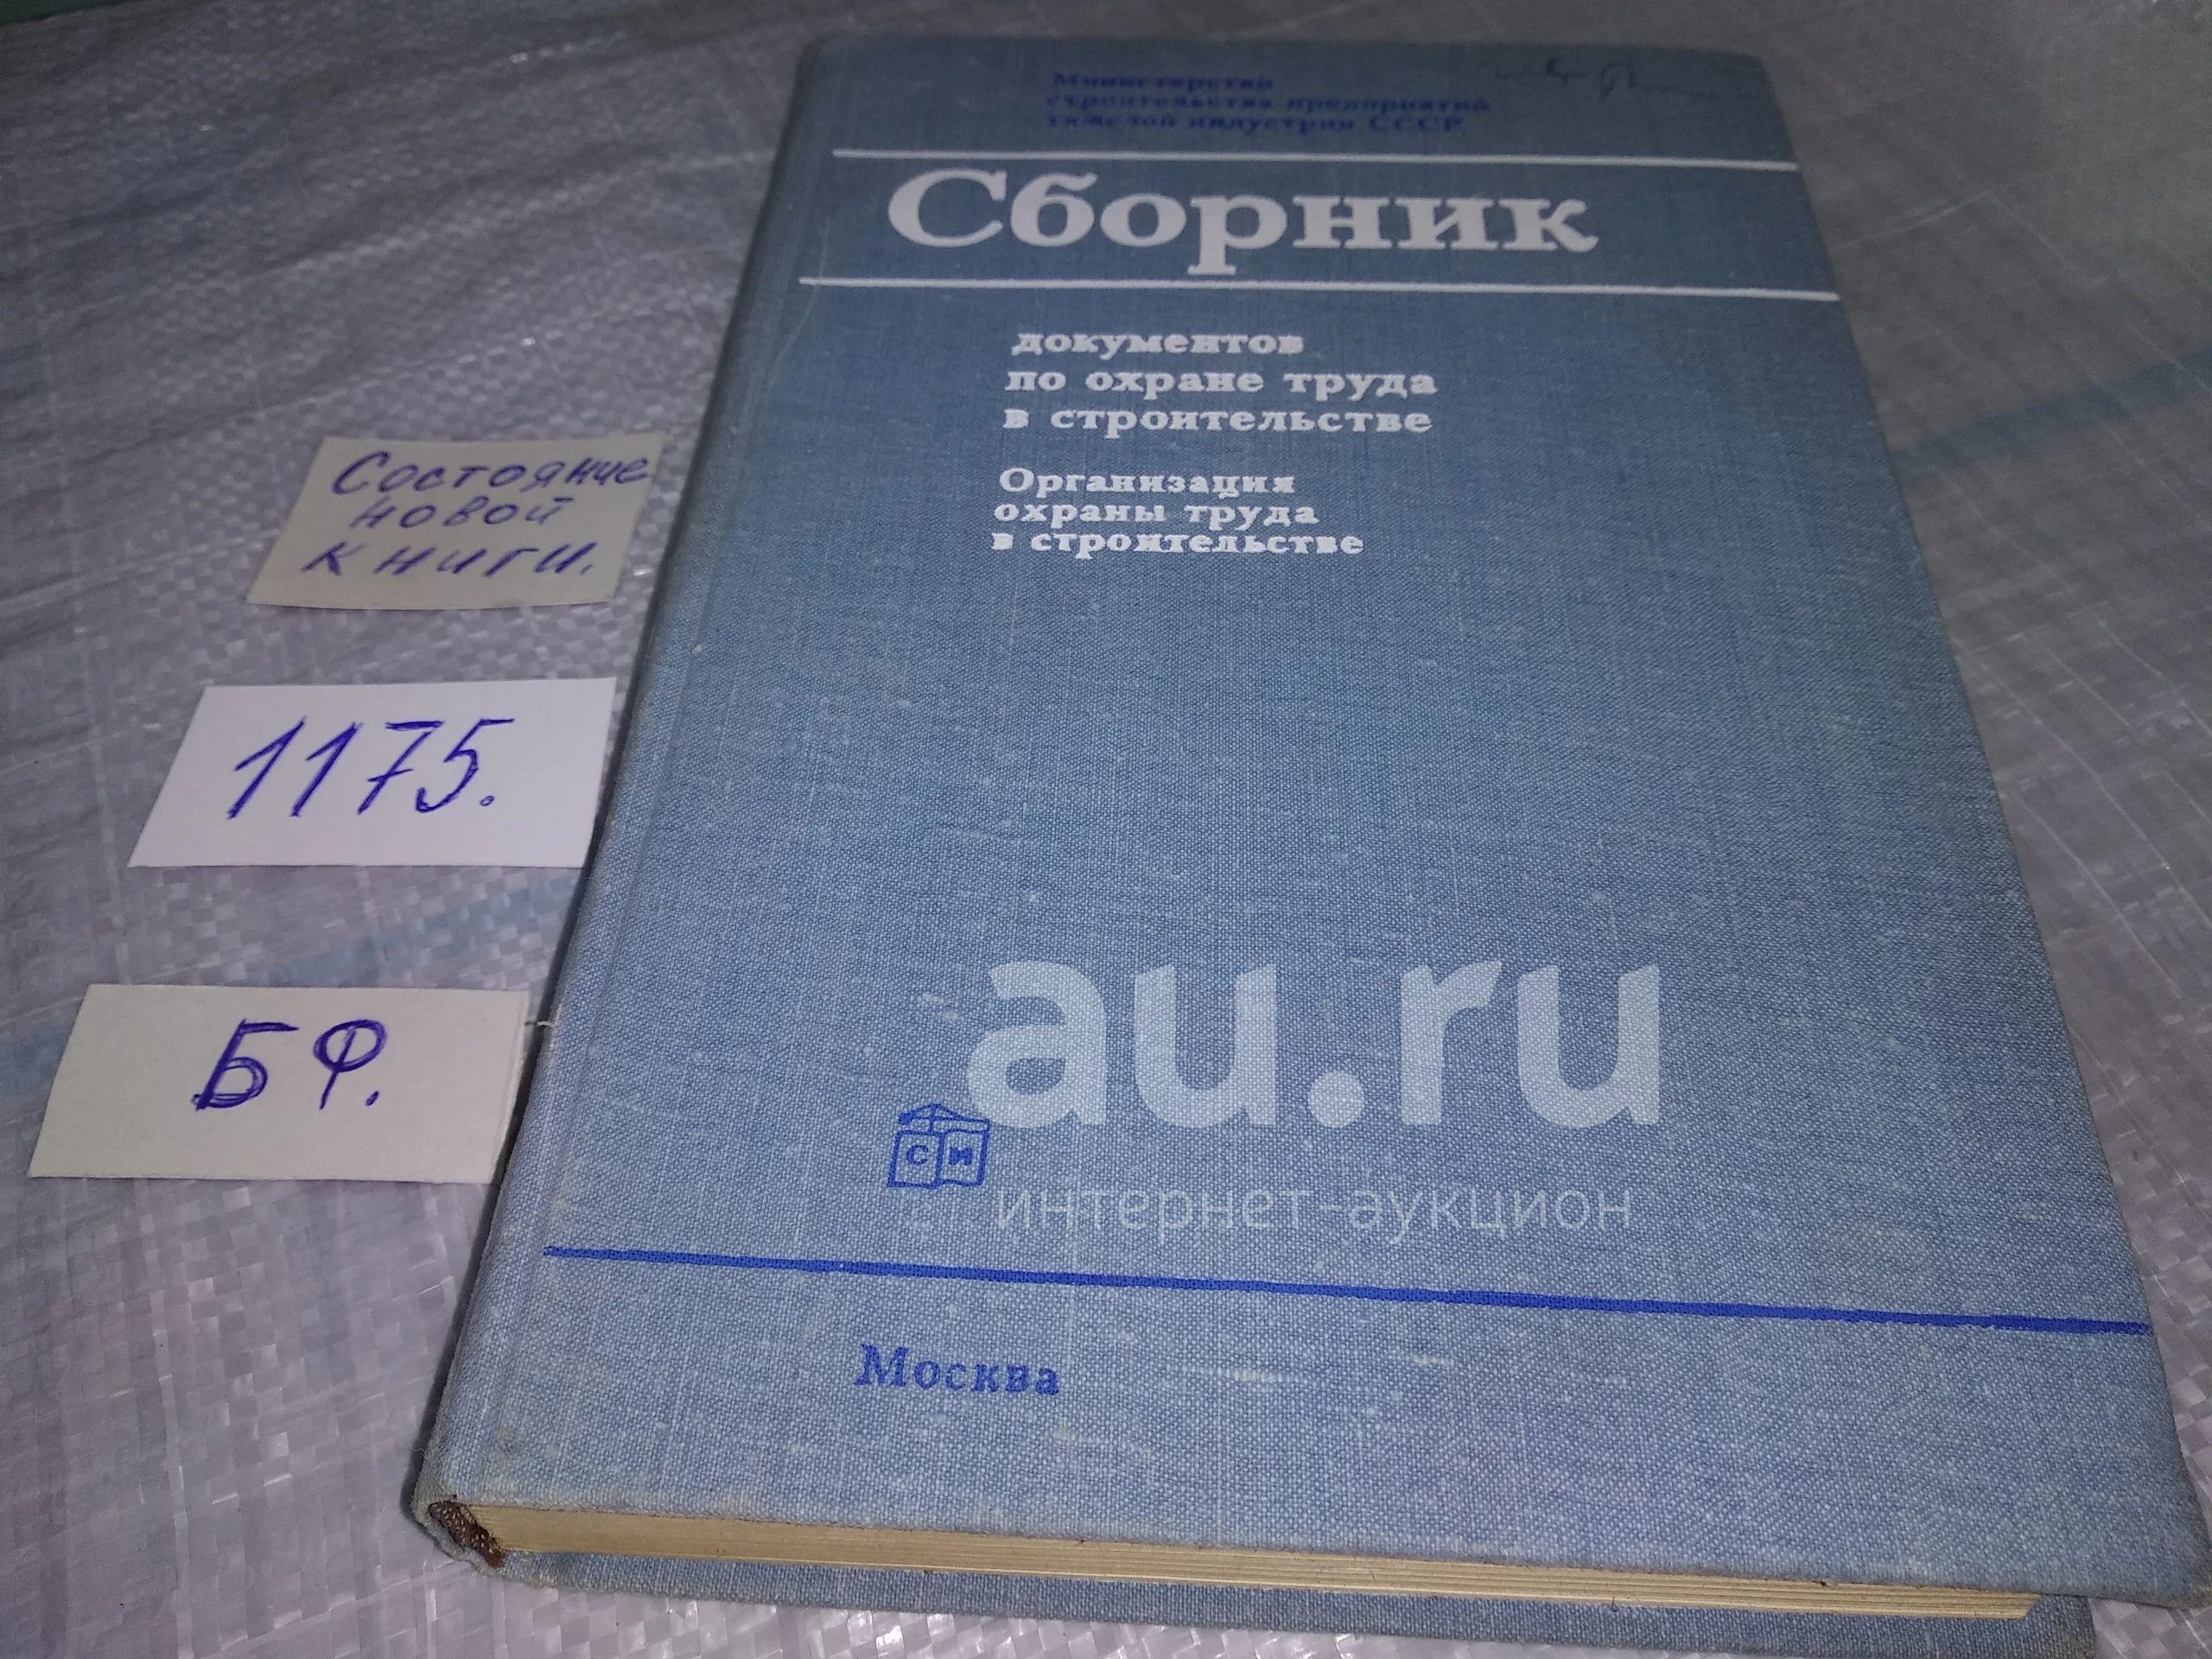 Министерство
строительства предприятий
тяжелой индустрии СССР
Сборник
документов
по охране труда
в строительстве
Организация
охраны труда
в строительстве
Состояние
новой
книги.
1175.
БФ.
au.ru
интернет-аукцион
С И
Москва